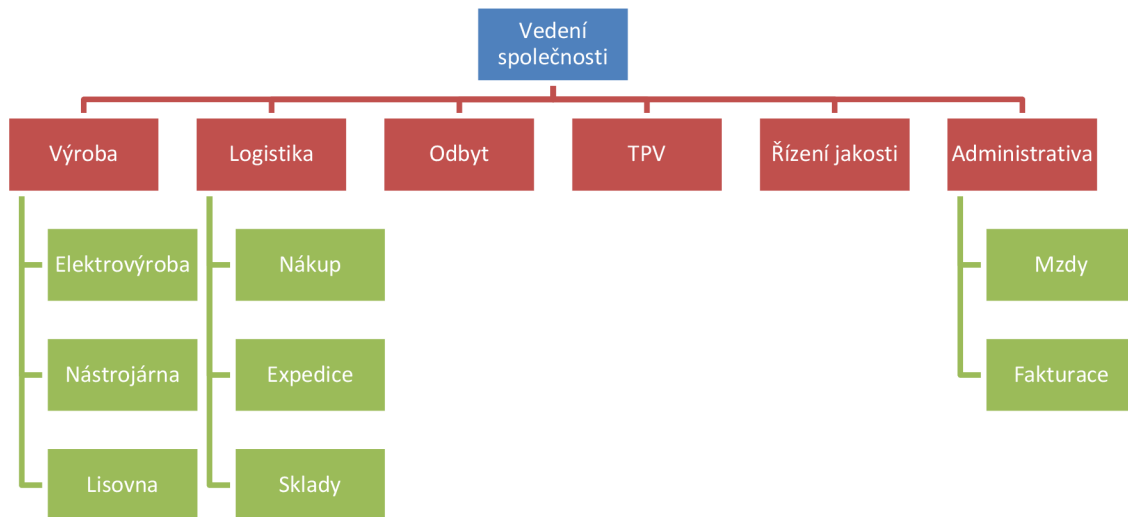 Vedení
společnosti
Výroba
Logistika
Odbyt
TPV
Řízení jakosti
Administrativa
Elektrovýroba
Nákup
Mzdy
Nástrojárna
Expedice
Fakturace
Lisovna
Sklady